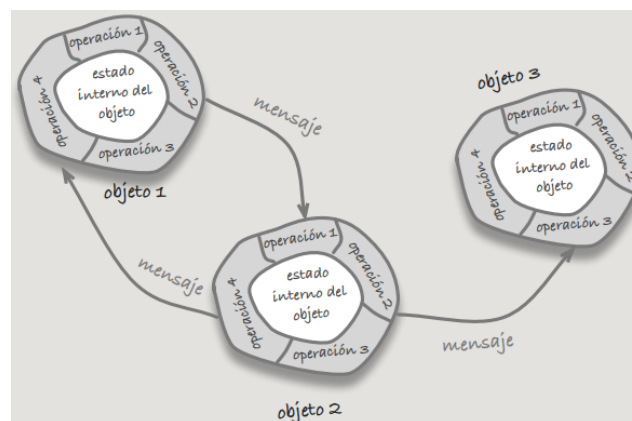 operación 1
operación 2
operación 3
operación 4
estado
interno del
objeto
objeto 1
mensaje
objeto 3
operación 1
operación 2
operación 3
operación 4
estado
interno del
objeto
mensaje
operación 1
operación 2
operación 3
operación 4
estado
interno del
objeto
mensaje
objeto 2